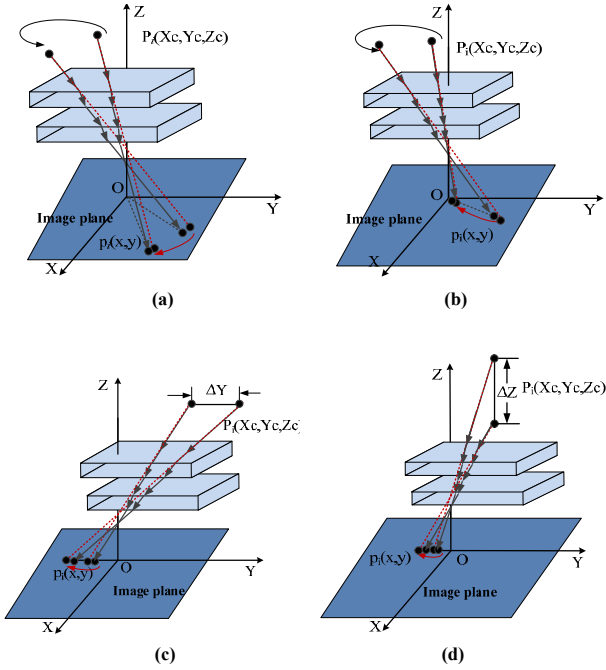 Z
Pi(Xc,Yc,Zc)
O
Y
Image plane
pi(x,y)
X
(a)
Z
Pi(Xc,Yc,Zc)
O
Y
Image plane
pi(x,y)
X
(b)
Z
ΔY
Pi(Xc,Yc,Zc)
O
Y
pi(x,y)
Image plane
X
(c)
Z
Pi(Xc,Yc,Zc)
ΔZ
O
Y
pi(x,y)
Image plane
X
(d)